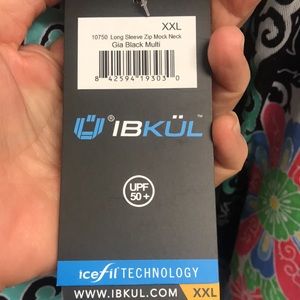 XXL
10750 Long Sleeve Zip Mock Neck
Gia Black Multi
8 42594 19303 0
IBKÜL™
UPF
50+
icefil TECHNOLOGY
WWW.IBKUL.COM XXL